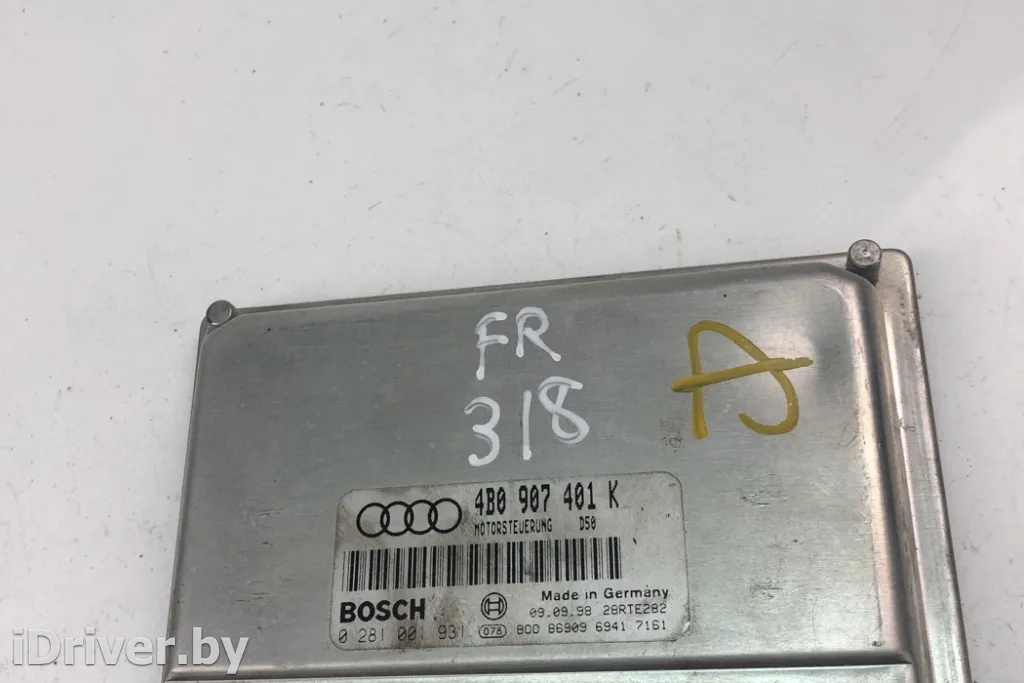 FR
318
A
4B0 907 401 K
MOTORSTEUERUNG D50
Made in Germany
BOSCH
09.09.98 28RTE282
0 281 001 931 078 B00 86909 6941 7161
iDriver.by